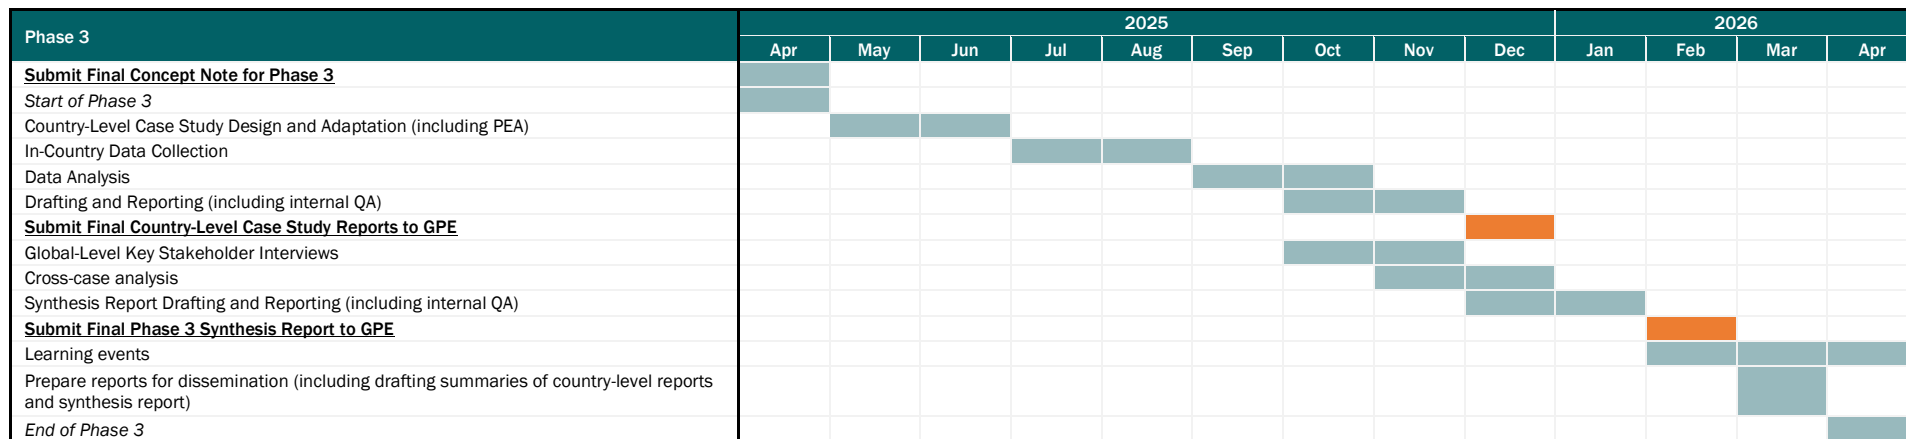 Phase 3
2025
2026
Apr May Jun Jul Aug Sep Oct Nov Dec Jan Feb Mar Apr
Submit Final Concept Note for Phase 3
Start of Phase 3
Country-Level Case Study Design and Adaptation (including PEA)
In-Country Data Collection
Data Analysis
Drafting and Reporting (including internal QA)
Submit Final Country-Level Case Study Reports to GPE
Global-Level Key Stakeholder Interviews
Cross-case analysis
Synthesis Report Drafting and Reporting (including internal QA)
Submit Final Phase 3 Synthesis Report to GPE
Learning events
Prepare reports for dissemination (including drafting summaries of country-level reports
and synthesis report)
End of Phase 3